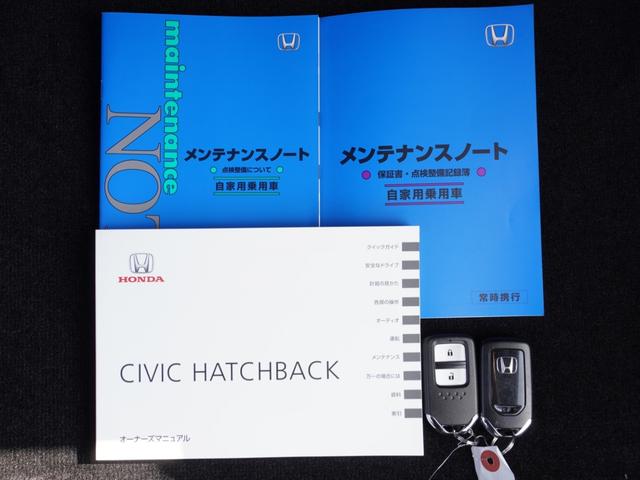 maintenance
NO
メンテナンスノート
点検整備について
自家用乗用車
メンテナンスノート
保証書・点検整備記録簿
自家用乗用車
常時携行
HONDA
CIVIC HATCHBACK
オーナーズマニュアル
クイックガイド
安全なドライブ
計器の見かた
各部の操作
オーディオ
運転
メンテナンス
万一の場合には
資料
索引